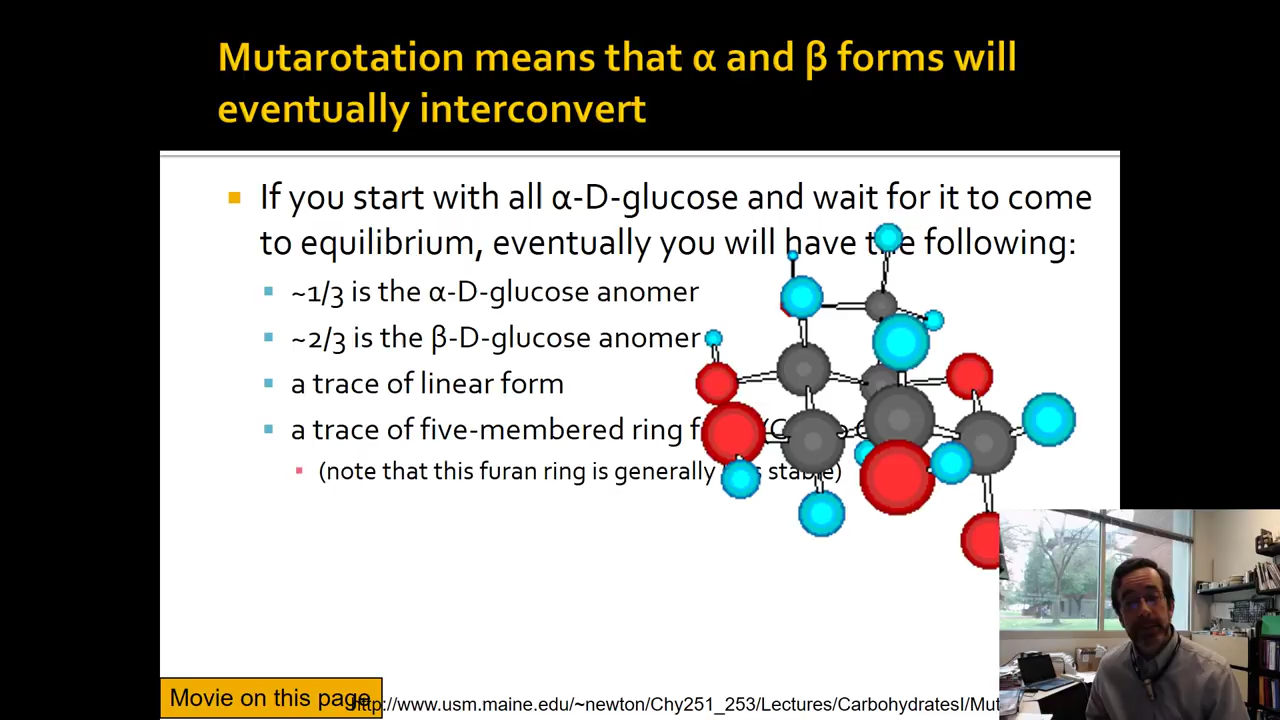 Mutarotation means that α and β forms will
eventually interconvert
If you start with all α-D-glucose and wait for it to come
to equilibrium, eventually you will have the following:
~1/3 is the α-D-glucose anomer
~2/3 is the β-D-glucose anomer
a trace of linear form
a trace of five-membered ring
(note that this furan ring is generally less stable)
Movie on this page
http://www.usm.maine.edu/~newton/Chy251_253/Lectures/CarbohydratesI/Mut